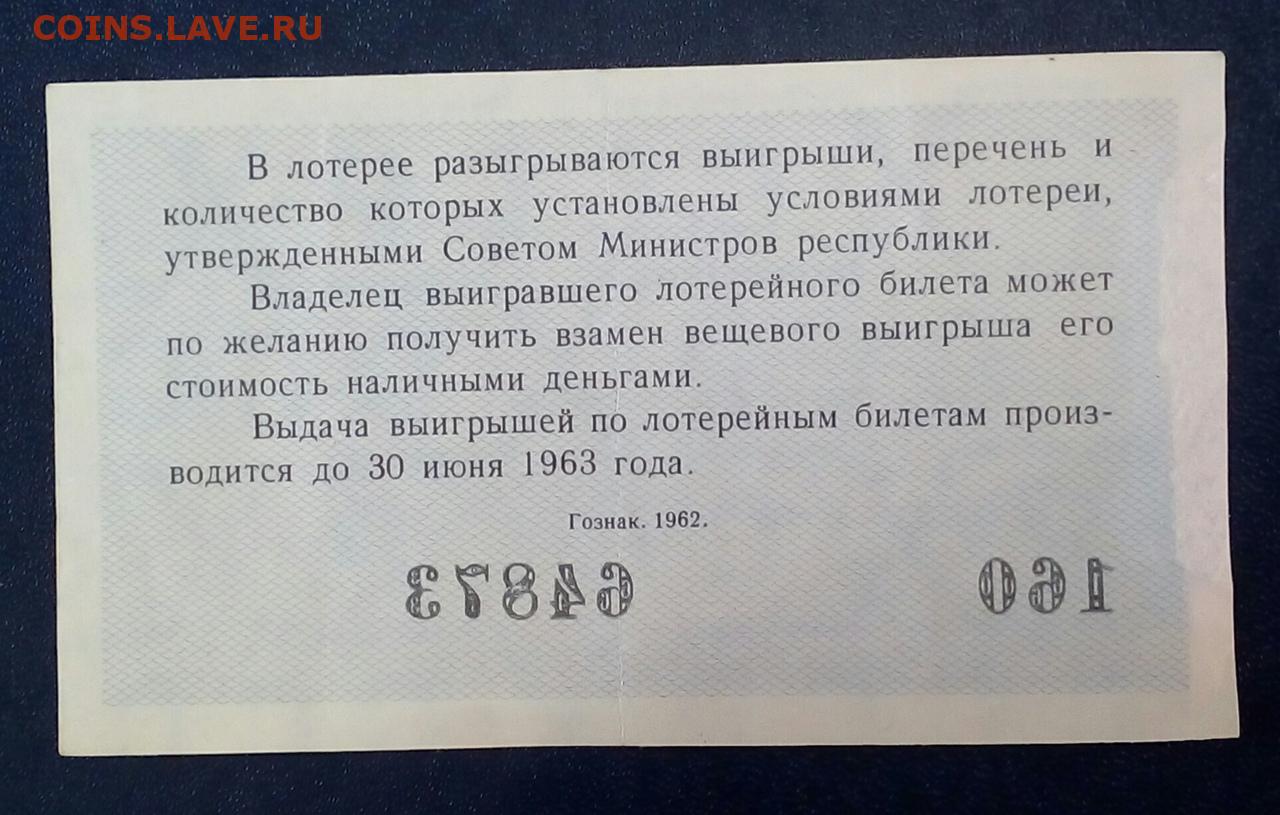 COINS.LAVE.RU
В лотерее разыгрываются выигрыши, перечень и
количество которых установлены условиями лотереи,
утвержденными Советом Министров республики.
Владелец выигравшего лотерейного билета может
по желанию получить взамен вещевого выигрыша его
стоимость наличными деньгами.
Выдача выигрышей по лотерейным билетам произ-
водится до 30 июня 1963 года.
Гознак. 1962.
64873 160